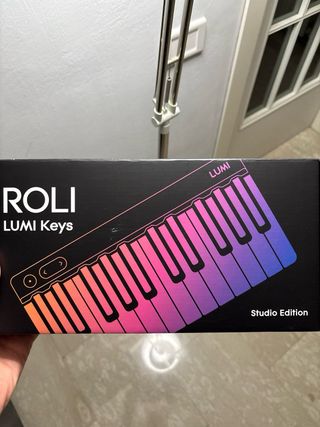 ROLI
LUMI Keys
LUMI
Studio Edition